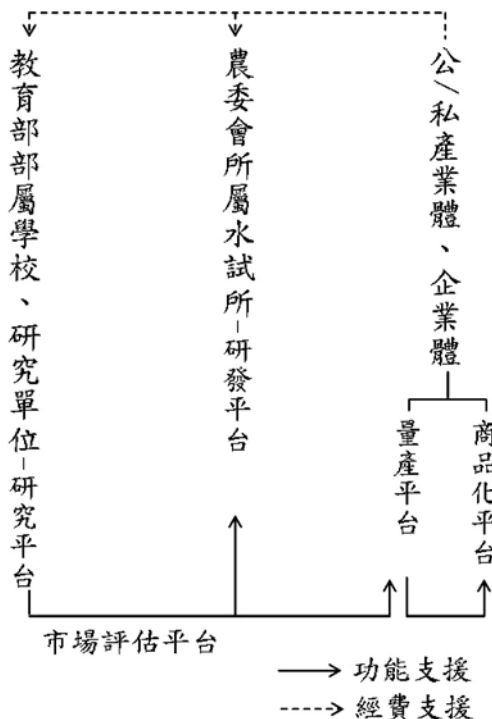 教育部部屬學校、研究單位-研究平台
農委會所屬水試所-研發平台
公/私產業體、企業體
量產平台
商品化平台
市場評估平台
功能支援
經費支援